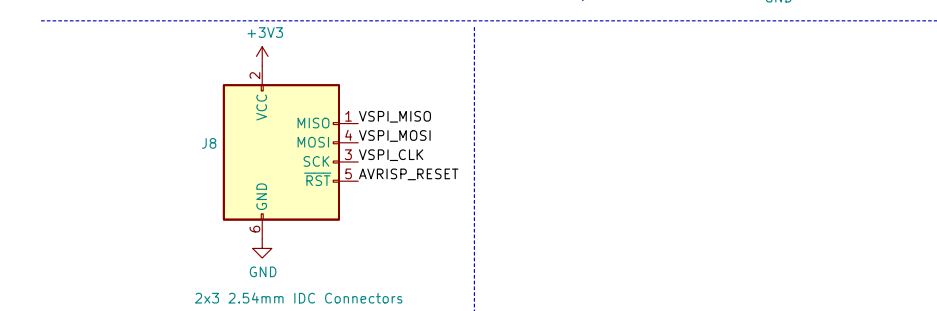 GND
+3V3
2
VCC
MISO 1 VSPI_MISO
J8
MOSI 4 VSPI_MOSI
SCK 3 VSPI_CLK
RST 5 AVRISP_RESET
GND
6
GND
2x3 2.54mm IDC Connectors